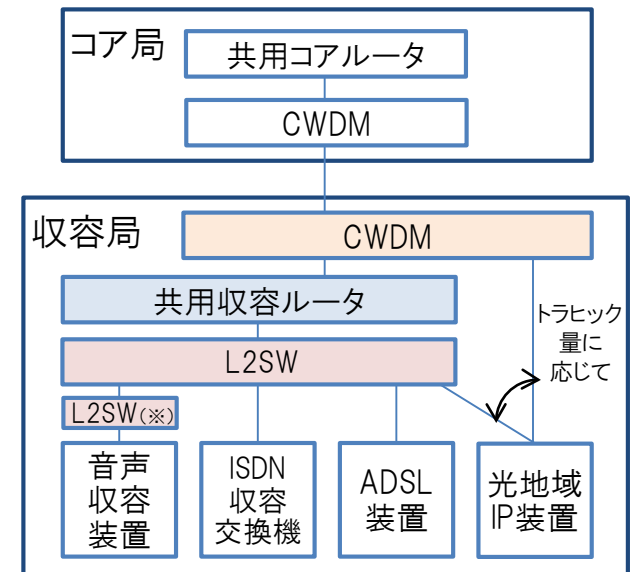 コア局
共用コアルータ
CWDM
収容局
CWDM
共用収容ルータ
トラヒック
量に
応じて
L2SW
L2SW(※)
音声
収容
装置
ISDN
収容
交換機
ADSL
装置
光地域
IP装置